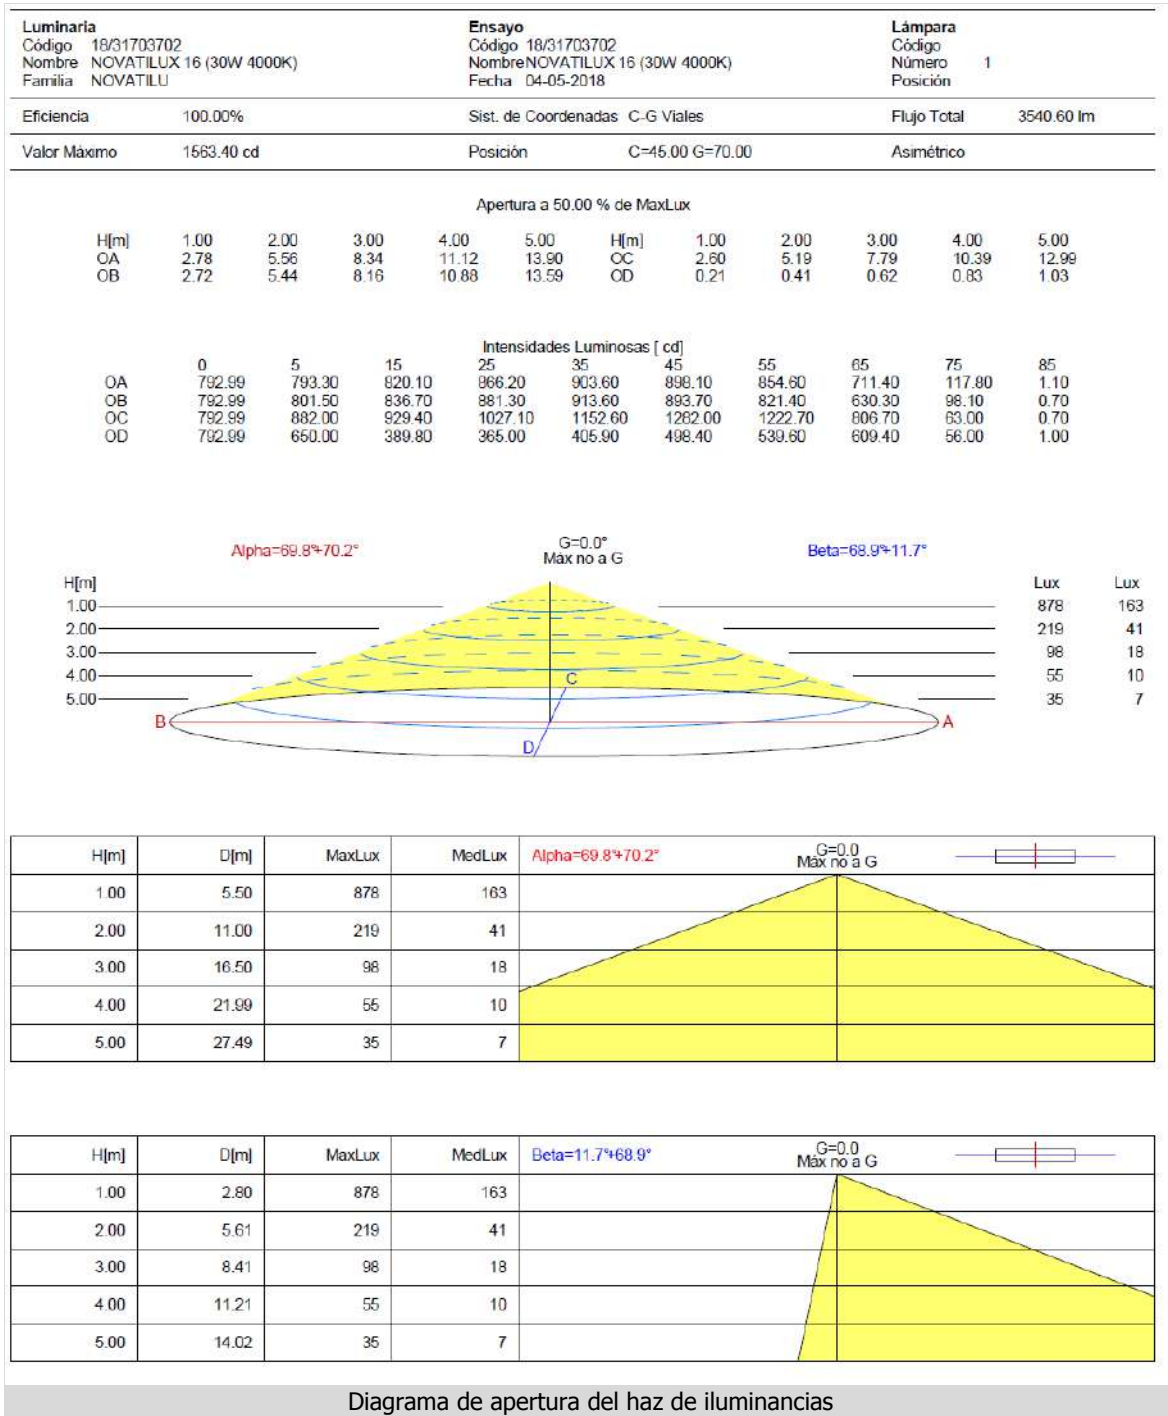 Luminaria Ensayo Lámpara
Código 18/31703702 Código 18/31703702 Código
Nombre NOVATILUX 16 (30W 4000K) Nombre NOVATILUX 16 (30W 4000K) Número 1
Familia NOVATILU Fecha 04-05-2018 Posición
Eficiencia 100.00% Sist. de Coordenadas C-G Viales Flujo Total 3540.60 lm
Valor Máximo 1563.40 cd Posición C=45.00 G=70.00 Asimétrico
Apertura a 50.00 % de MaxLux
H[m] 1.00 2.00 3.00 4.00 5.00 H[m] 1.00 2.00 3.00 4.00 5.00
OA 2.78 5.56 8.34 11.12 13.90 OC 2.60 5.19 7.79 10.39 12.99
OB 2.72 5.44 8.16 10.88 13.59 OD 0.21 0.41 0.62 0.83 1.03
Intensidades Luminosas [ cd]
0 5 15 25 35 45 55 65 75 85
OA 792.99 793.30 820.10 866.20 903.60 898.10 854.60 711.40 117.80 1.10
OB 792.99 801.50 836.70 881.30 913.60 893.70 821.40 630.30 98.10 0.70
OC 792.99 882.00 929.40 1027.10 1152.60 1282.00 1222.70 806.70 63.00 0.70
OD 792.99 650.00 389.80 365.00 405.90 498.40 539.60 609.40 56.00 1.00
Alpha=69.8°+70.2° G=0.0° Beta=68.9°+11.7°
Máx no a G
H[m] Lux Lux
1.00 878 163
2.00 219 41
3.00 98 18
4.00 55 10
C
5.00 35 7
B A
D
H[m] D[m] MaxLux MedLux Alpha=69.8°+70.2° G=0.0
Máx no a G
1.00 5.50 878 163
2.00 11.00 219 41
3.00 16.50 98 18
4.00 21.99 55 10
5.00 27.49 35 7
H[m] D[m] MaxLux MedLux Beta=11.7°+68.9° G=0.0
Máx no a G
1.00 2.80 878 163
2.00 5.61 219 41
3.00 8.41 98 18
4.00 11.21 55 10
5.00 14.02 35 7
Diagrama de apertura del haz de iluminancias